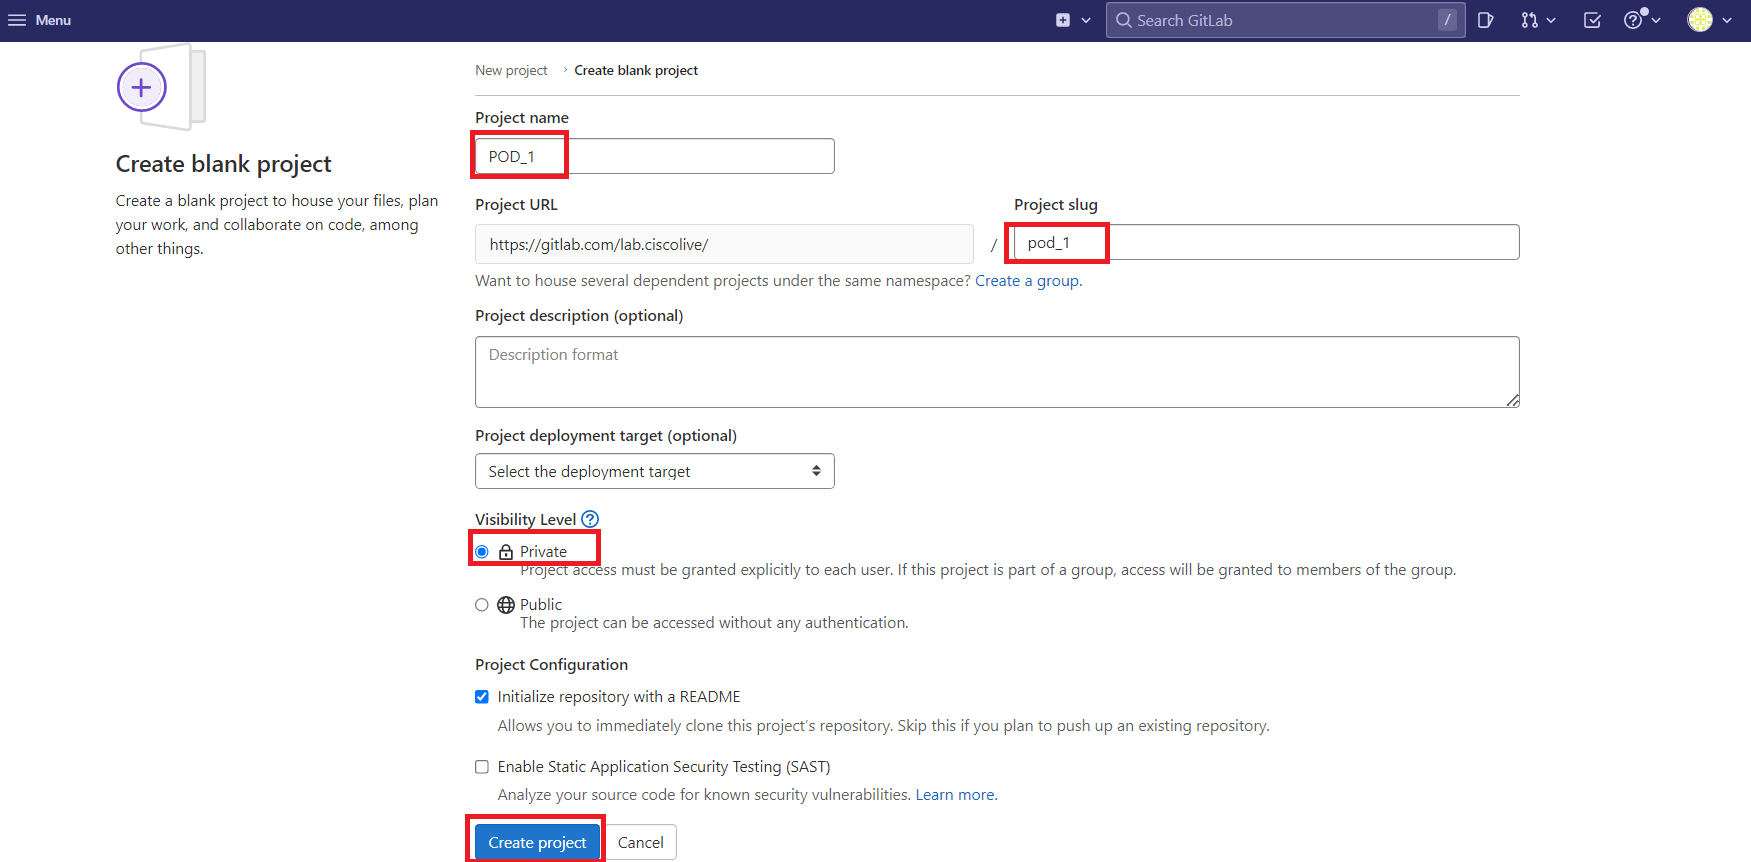 Menu
Search GitLab
/
New project › Create blank project
Create blank project
Create a blank project to house your files, plan
your work, and collaborate on code, among
other things.
Project name
POD_1
Project URL
Project slug
https://gitlab.com/lab.ciscolive/
/
pod_1
Want to house several dependent projects under the same namespace? Create a group.
Project description (optional)
Description format
Project deployment target (optional)
Select the deployment target
Visibility Level ?
Private
Project access must be granted explicitly to each user. If this project is part of a group, access will be granted to members of the group.
Public
The project can be accessed without any authentication.
Project Configuration
Initialize repository with a README
Allows you to immediately clone this project’s repository. Skip this if you plan to push up an existing repository.
Enable Static Application Security Testing (SAST)
Analyze your source code for known security vulnerabilities. Learn more.
Create project
Cancel